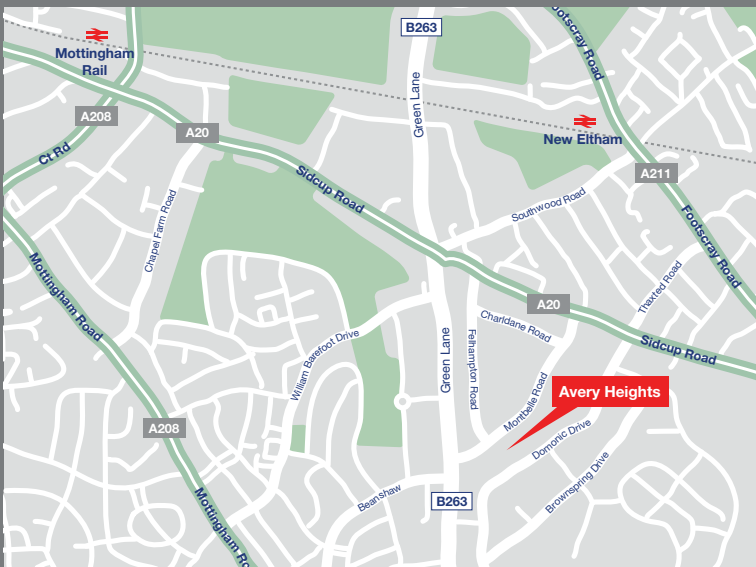 B263
Footscray Road
Mottingham
Rail
Green Lane
A208
A20
New Eltham
Ct Rd
Sidcup Road
A211
Chapel Farm Road
Southwood Road
Footscray Road
Mottingham Road
Thaxted Road
A20
Charldane Road
Sidcup Road
William Barefoot Drive
Green Lane
Felhampton Road
Montbelle Road
Avery Heights
A208
Domonic Drive
Beanshaw
B263
Brownspring Drive
Mottingham Ro